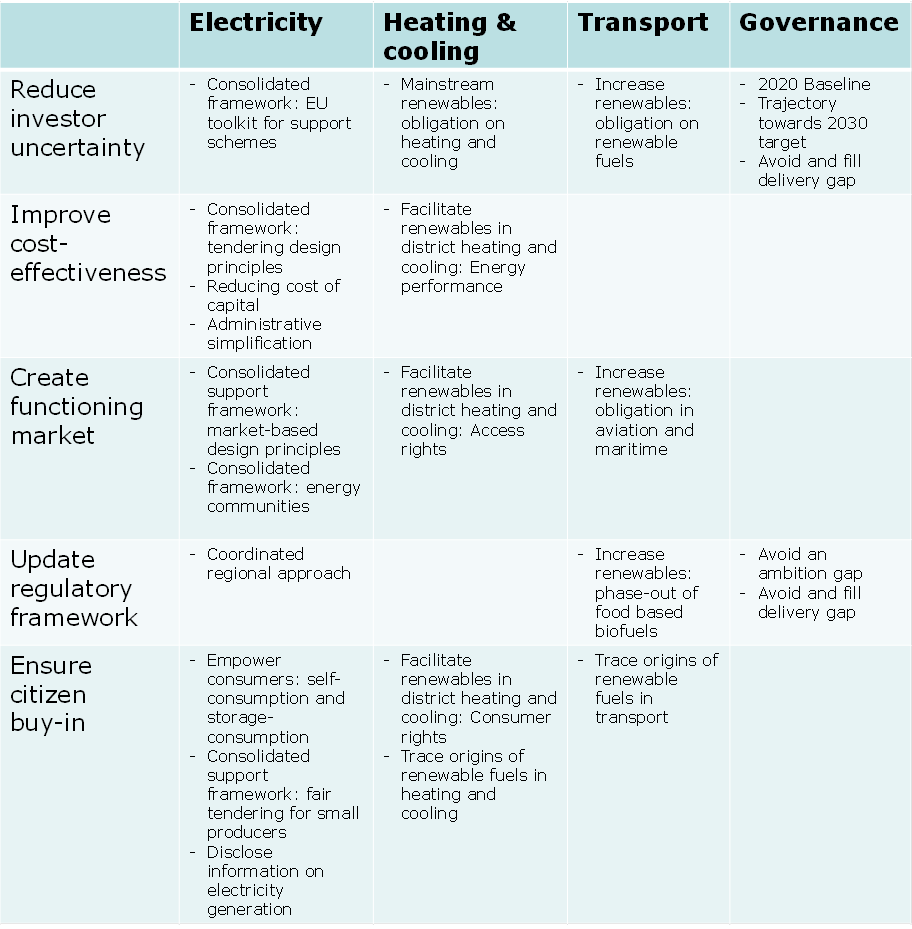 Electricity
Heating &
cooling
Transport
Governance
Reduce
investor
uncertainty
- Consolidated
framework: EU
toolkit for support
schemes
- Mainstream
renewables:
obligation on
heating and
cooling
- Increase
renewables:
obligation on
renewable
fuels
- 2020 Baseline
- Trajectory
towards 2030
target
- Avoid and fill
delivery gap
Improve
cost-
effectiveness
- Consolidated
framework:
tendering design
principles
- Reducing cost of
capital
- Administrative
simplification
- Facilitate
renewables in
district heating and
cooling: Energy
performance
Create
functioning
market
- Consolidated
support
framework:
market-based
design principles
- Consolidated
framework: energy
communities
- Facilitate
renewables in
district heating and
cooling: Access
rights
- Increase
renewables:
obligation in
aviation and
maritime
Update
regulatory
framework
- Coordinated
regional approach
- Increase
renewables:
phase-out of
food based
biofuels
- Avoid an
ambition gap
- Avoid and fill
delivery gap
Ensure
citizen
buy-in
- Empower
consumers: self-
consumption and
storage-
consumption
- Consolidated
support
framework: fair
tendering for small
producers
- Disclose
information on
electricity
generation
- Facilitate
renewables in
district heating and
cooling: Consumer
rights
- Trace origins of
renewable fuels in
heating and
cooling
- Trace origins of
renewable
fuels in
transport